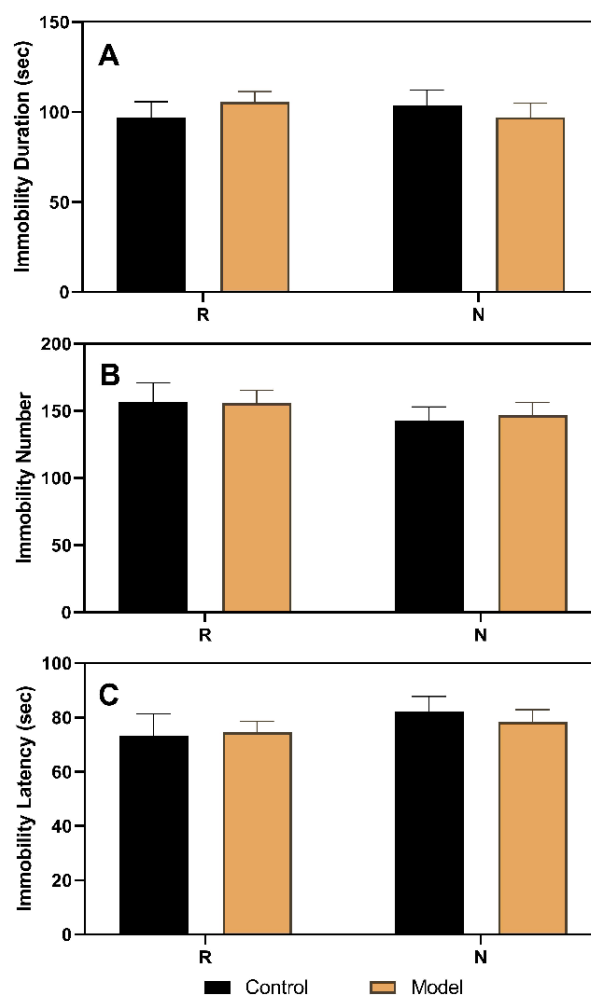 A
Immobility Duration (sec)
150
100
50
0
R N
B
Immobility Number
200
150
100
50
0
R N
C
Immobility Latency (sec)
100
80
60
40
20
0
R N
Control Model